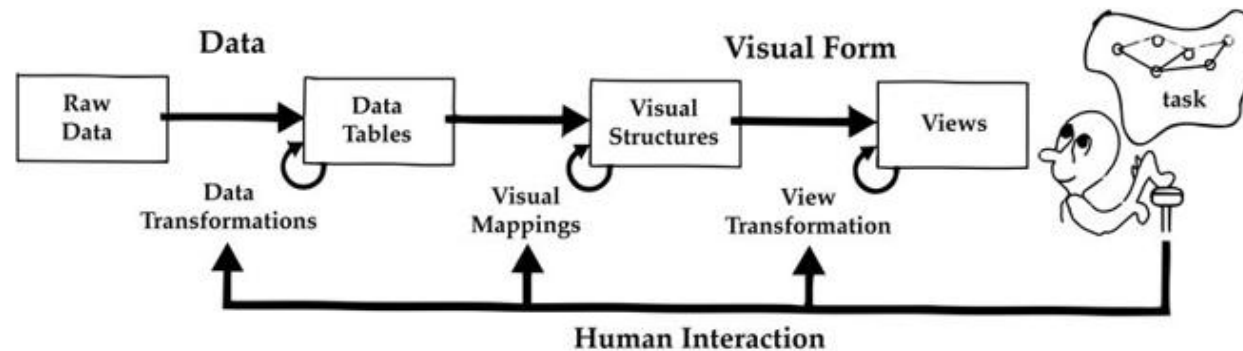 Data
Visual Form
Raw
Data
Data
Tables
Visual
Structures
Views
task
Data
Transformations
Visual
Mappings
View
Transformation
Human Interaction